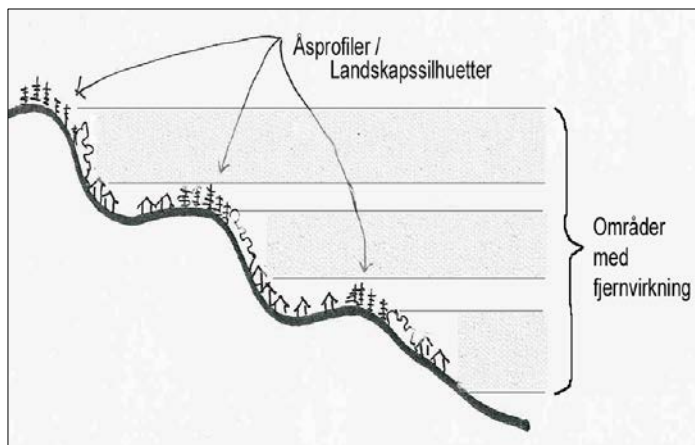 Åsprofiler /
Landskapssilhuetter
Områder
med
fjernvirkning